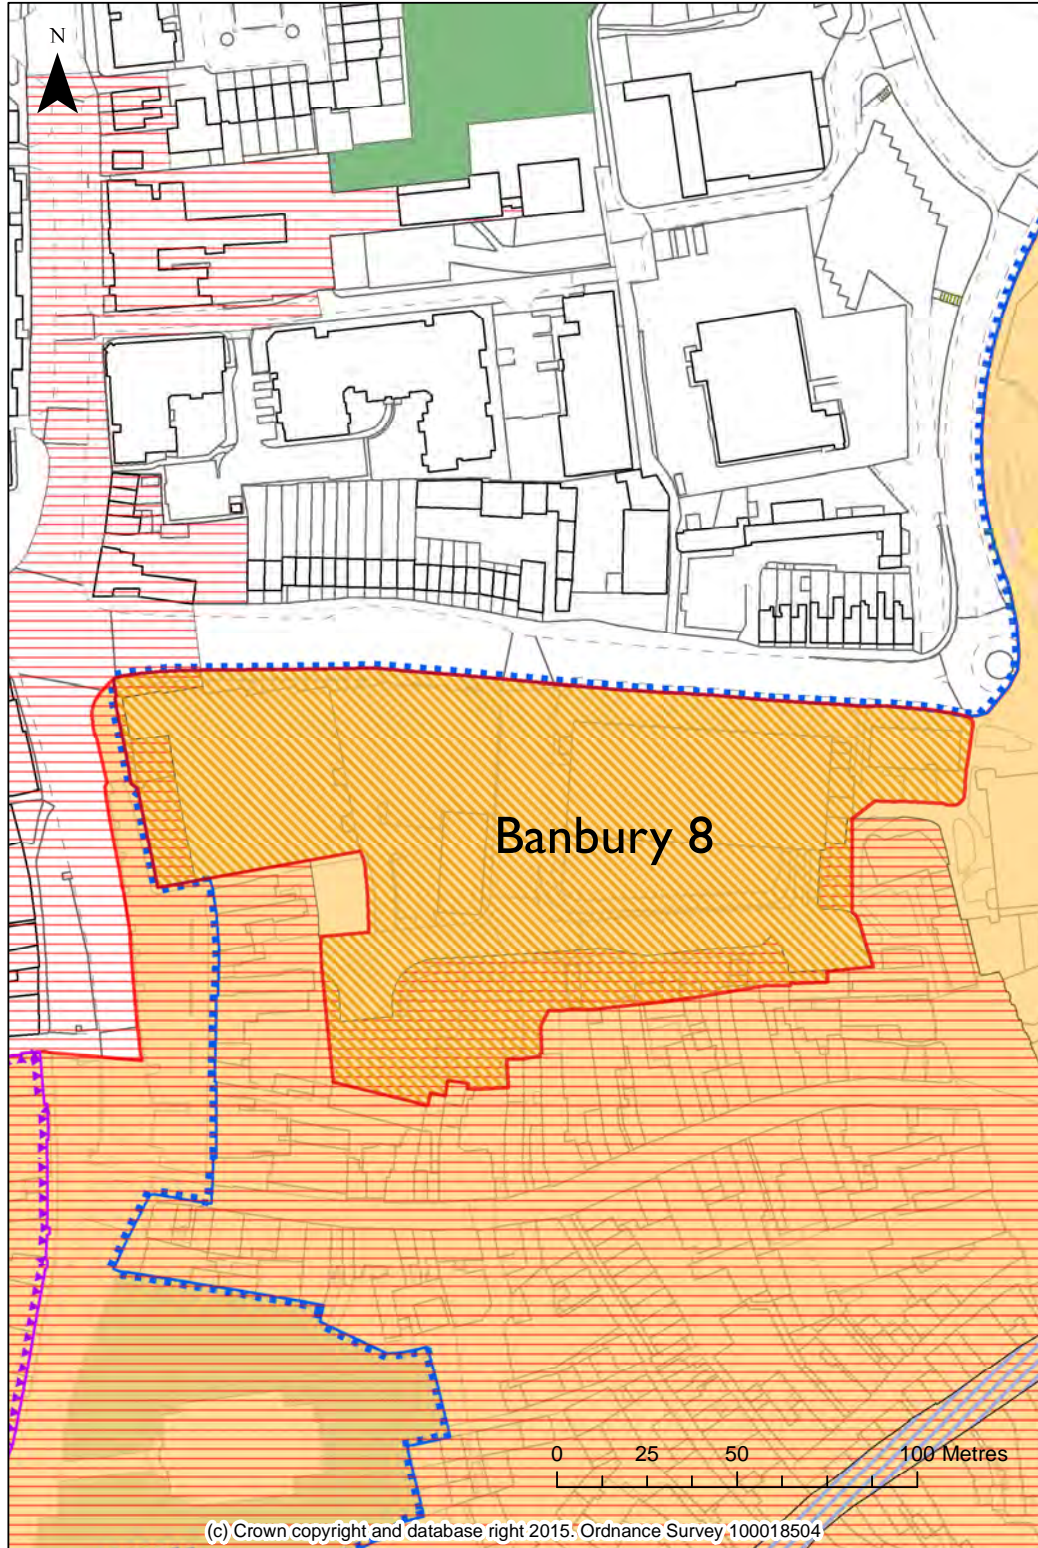 N
Banbury 8
0 25 50 100 Metres
(c) Crown copyright and database right 2015. Ordnance Survey 100018504